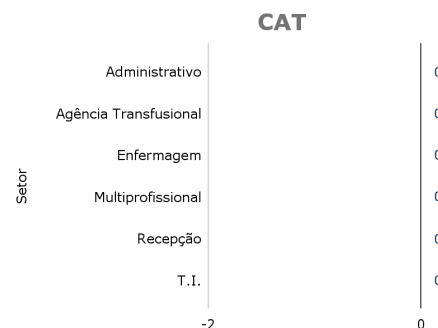 CAT
Administrativo
Agência Transfusional
Enfermagem
Multiprofissional
Recepção
T.I.
Setor
-2
0